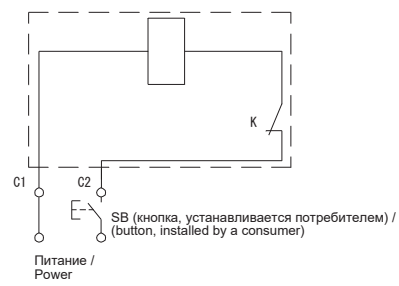 K
C1
C2
SB (кнопка, устанавливается потребителем) /
(button, installed by a consumer)
Питание /
Power